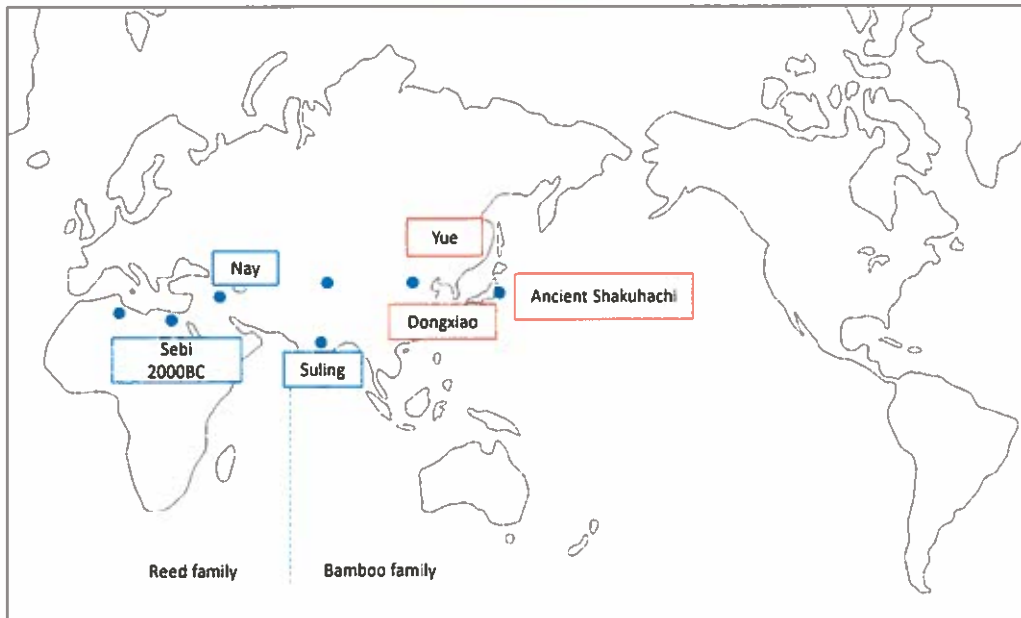 Yue
Nay
Ancient Shakuhachi
Dongxiao
Sebi
2000BC
Suling
Reed family
Bamboo family